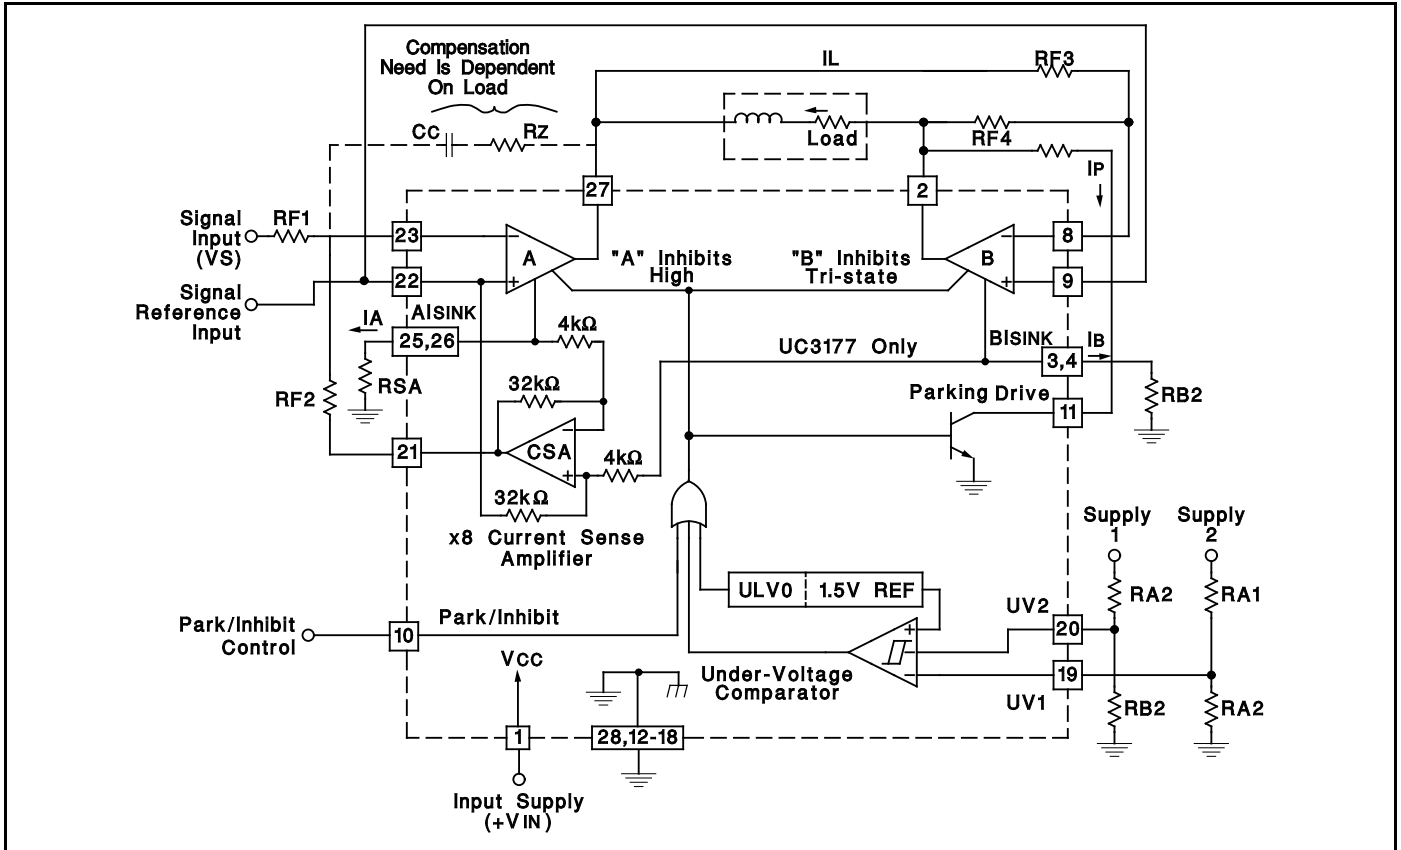 Compensation
Need Is Dependent
On Load
IL
RF3
CC
RZ
Load
RF4
IP
27
2
Signal
Input
(VS)
RF1
23
A
"A" Inhibits
High
"B" Inhibits
Tri-state
B
8
22
9
Signal
Reference
Input
IA
AISINK
25,26
4kΩ
UC3177 Only
BISINK
3,4
IB
RSA
RF2
32kΩ
Parking Drive
11
RB2
21
CSA
4kΩ
32kΩ
x8 Current Sense
Amplifier
Supply
1
Supply
2
ULV0
1.5V REF
RA2
RA1
UV2
20
Park/Inhibit
Control
10
Park/Inhibit
VCC
Under-Voltage
Comparator
19
UV1
RB2
RA2
1
28,12-18
Input Supply
(+VIN)